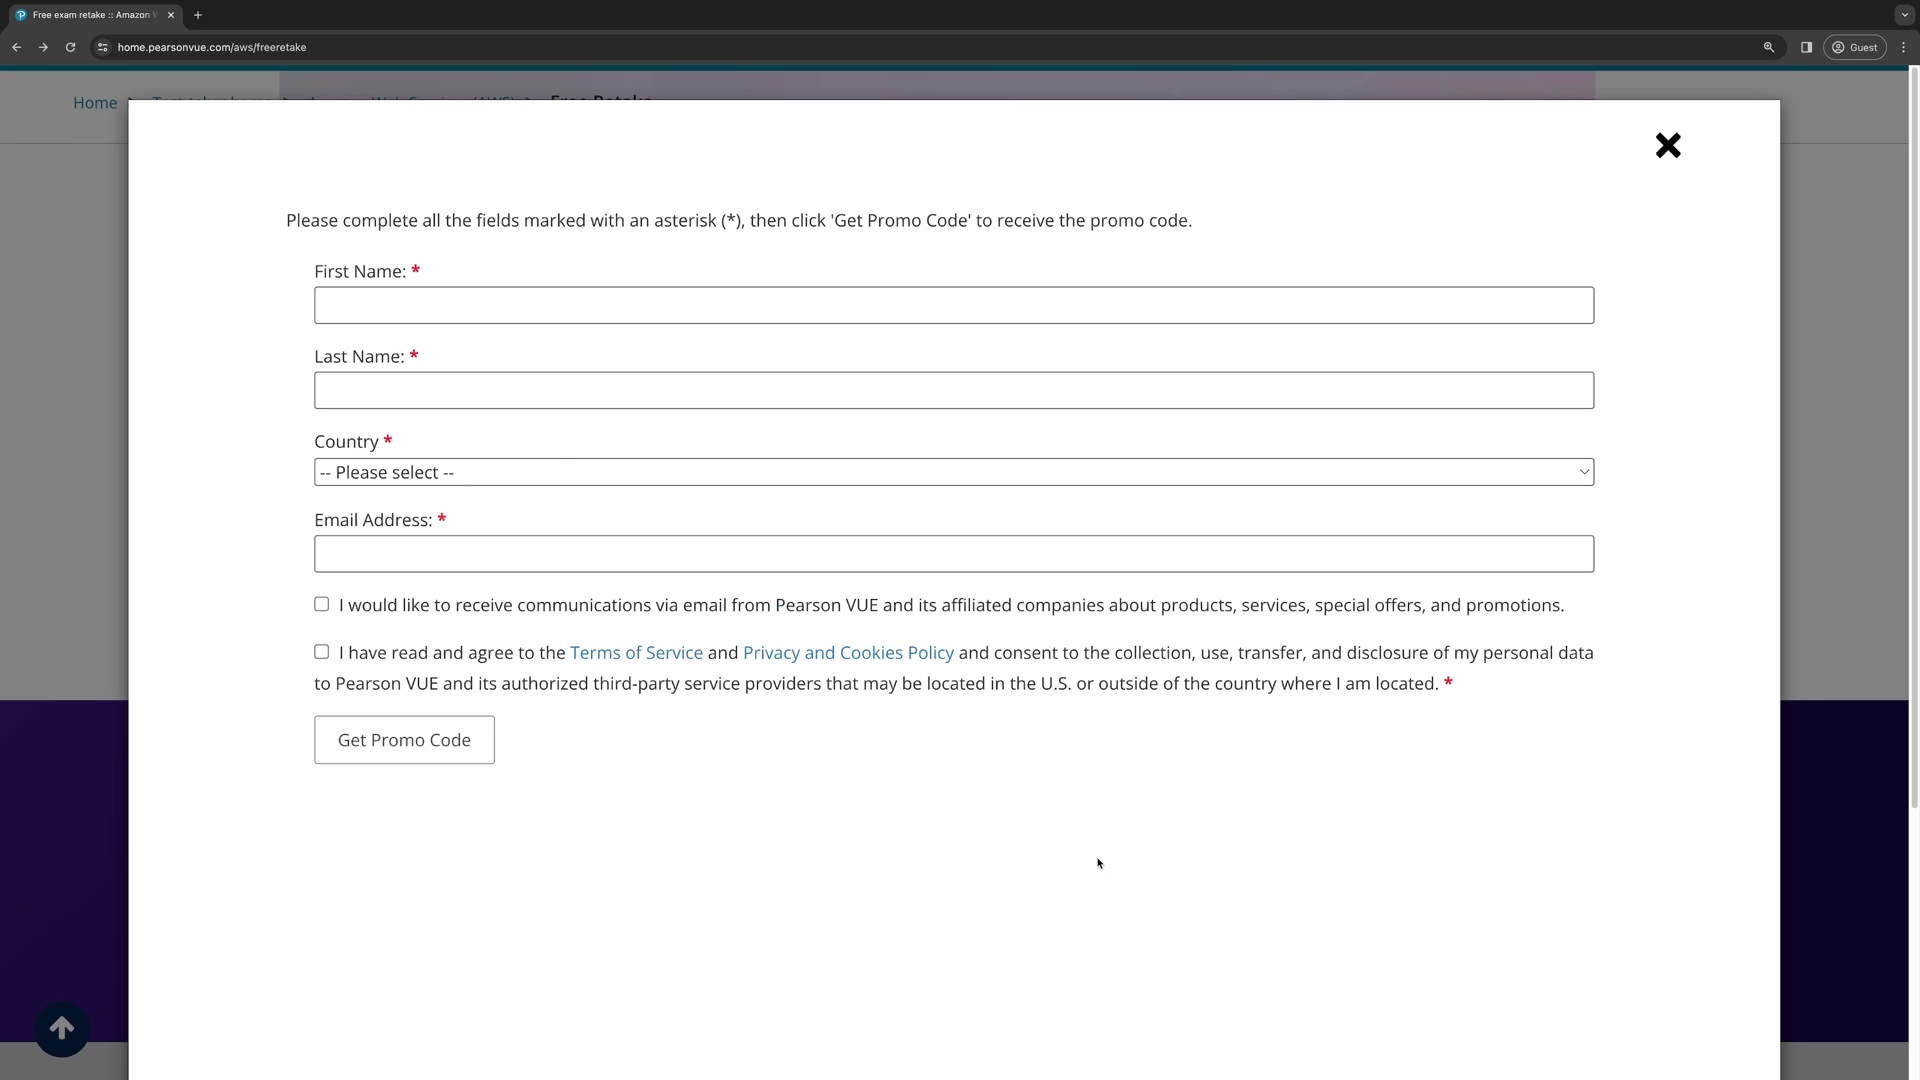 Free exam retake :: Amazon
home.pearsonvue.com/aws/freeretake
Guest
Home
Free Retake
Please complete all the fields marked with an asterisk (*), then click 'Get Promo Code' to receive the promo code.
First Name: *
Last Name: *
Country *
-- Please select --
Email Address: *
I would like to receive communications via email from Pearson VUE and its affiliated companies about products, services, special offers, and promotions.
I have read and agree to the Terms of Service and Privacy and Cookies Policy and consent to the collection, use, transfer, and disclosure of my personal data
to Pearson VUE and its authorized third-party service providers that may be located in the U.S. or outside of the country where I am located. *
Get Promo Code